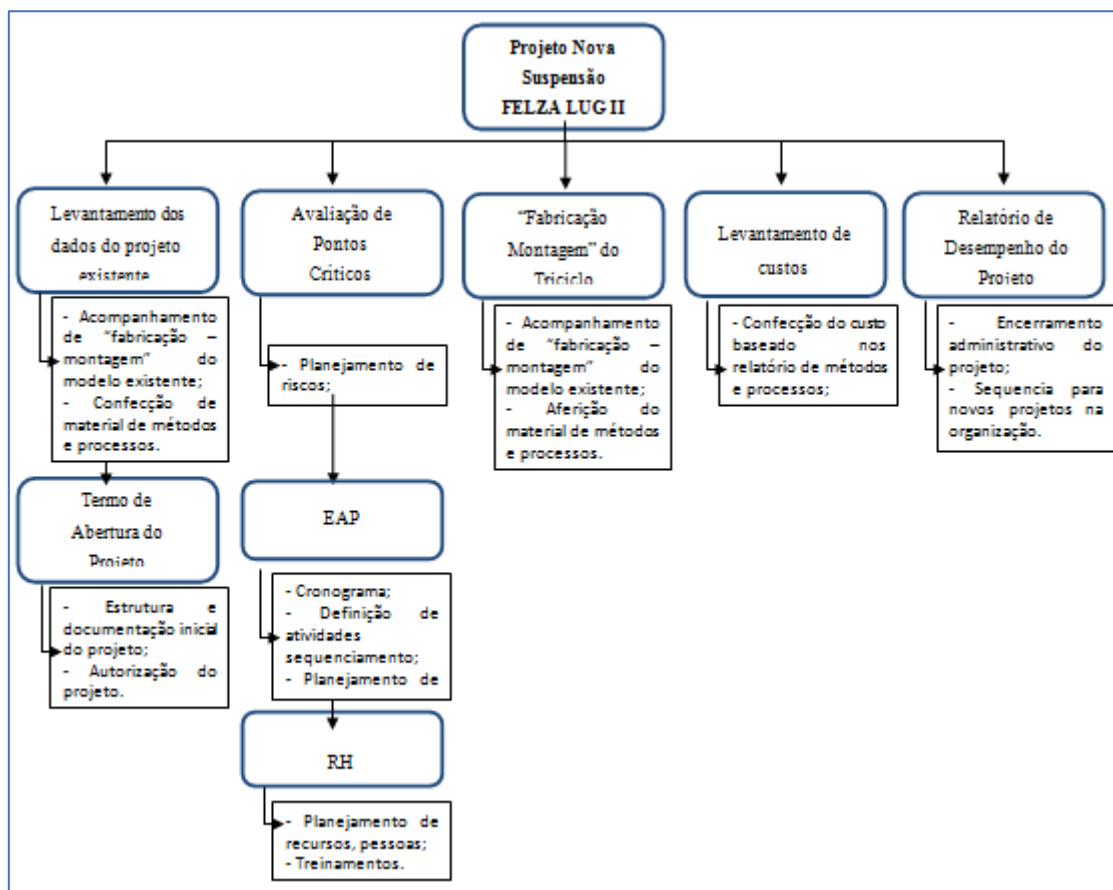 Projeto Nova
Suspensão
FELZA LUG II
Levantamento dos
dados do projeto
existente
- Acompanhamento
de “fabricação –
montagem” do
modelo existente;
- Confecção de
material de métodos
e processos.
Termo de
Abertura do
Projeto
- Estrutura e
documentação inicial
do projeto;
- Autorização do
projeto.
Avaliação de
Pontos
Criticos
- Planejamento de
riscos;
EAP
- Cronograma;
- Definição de
atividades
sequenciamento;
- Planejamento de
RH
- Planejamento de
recursos, pessoas;
- Treinamentos.
“Fabricação
Montagem” do
Triciclo
- Acompanhamento
de “fabricação –
montagem” do
modelo existente;
- Aferição do
material de métodos
e processos.
Levantamento de
custos
- Confecção do custo
baseado nos
relatório de métodos
e processos;
Relatório de
Desempenho do
Projeto
- Encerramento
administrativo do
projeto;
- Sequencia para
novos projetos na
organização.